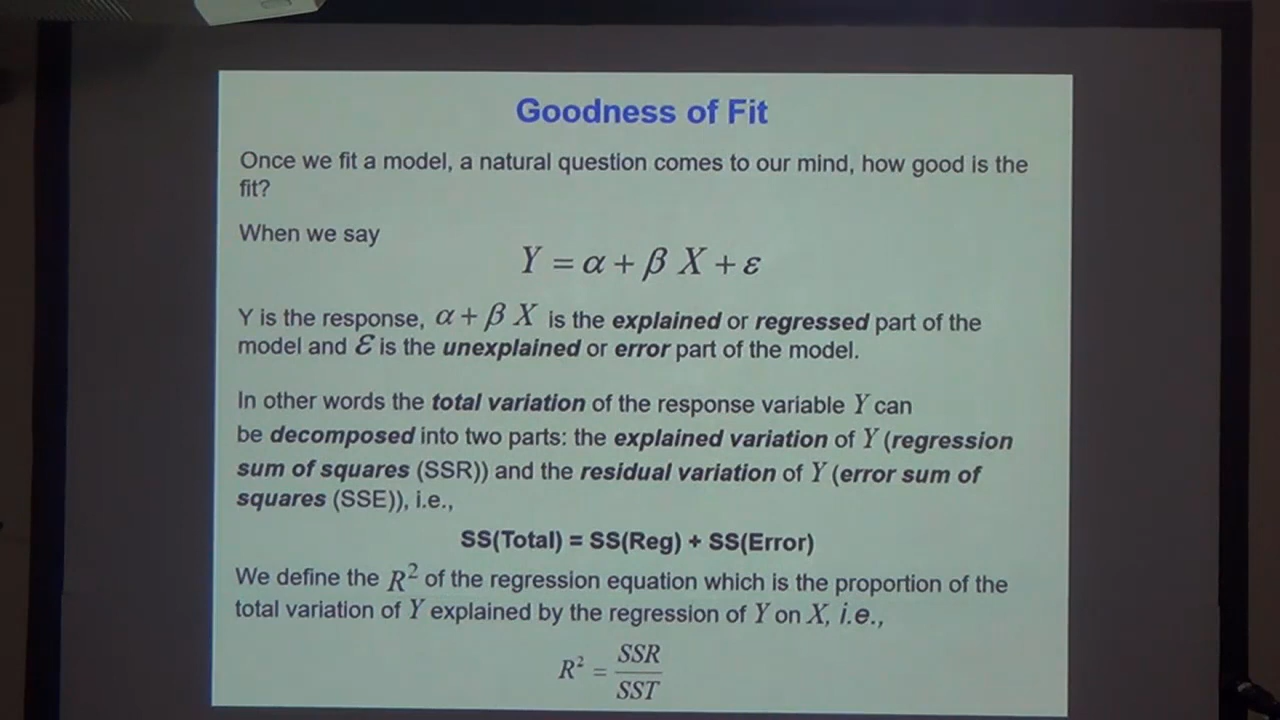 Goodness of Fit
Once we fit a model, a natural question comes to our mind, how good is the
fit?
When we say
Y = α + β X + ε
Y is the response, α + β X is the explained or regressed part of the
model and ε is the unexplained or error part of the model.
In other words the total variation of the response variable Y can
be decomposed into two parts: the explained variation of Y (regression
sum of squares (SSR)) and the residual variation of Y (error sum of
squares (SSE)), i.e.,
SS(Total) = SS(Reg) + SS(Error)
We define the R² of the regression equation which is the proportion of the
total variation of Y explained by the regression of Y on X, i.e.,
R² = SSR
SST